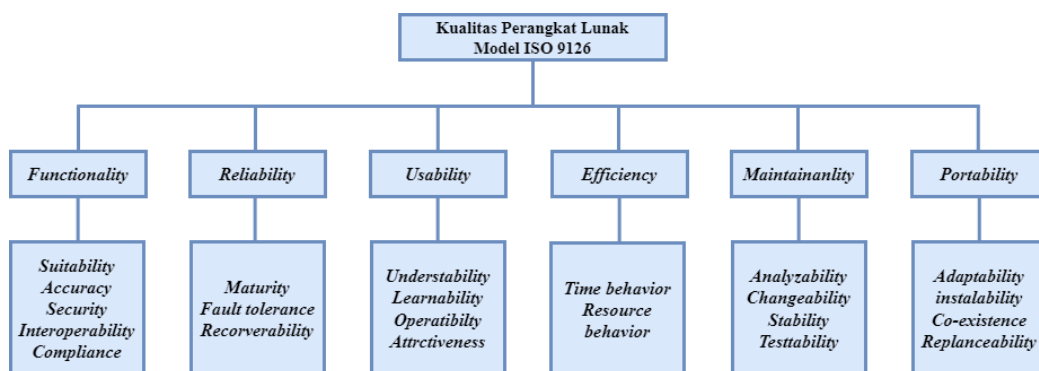 Kualitas Perangkat Lunak
Model ISO 9126
Functionality
Reliability
Usability
Efficiency
Maintainanlity
Portability
Suitability
Accuracy
Security
Interoperability
Compliance
Maturity
Fault tolerance
Recorverability
Understability
Learnability
Operatibilty
Attrctiveness
Time behavior
Resource
behavior
Analyzability
Changeability
Stability
Testtability
Adaptability
instalability
Co-existence
Replanceability